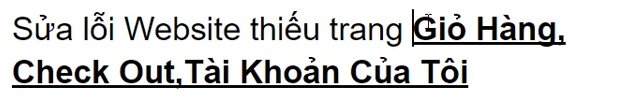 Sửa lỗi Website thiếu trang Giỏ Hàng,
Check Out,Tài Khoản Của Tôi